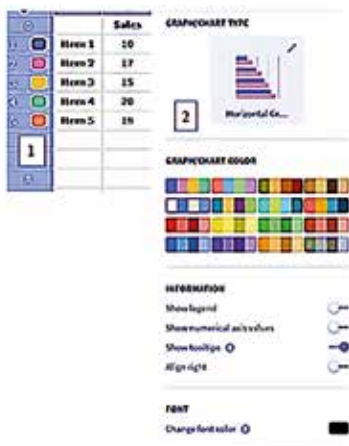 Sales
Item 1 10
Item 2 17
Item 3 15
Item 4 20
Item 5 19
1
GRAPH/CHART TYPE
2
Horizontal Co...
GRAPH/CHART COLOR
INFORMATION
Show legend
Show numerical axis values
Show tooltips
Align right
FONT
Change font color